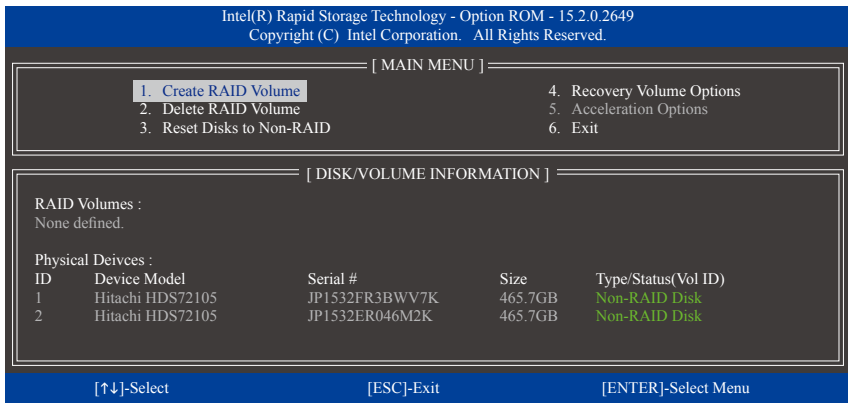 Intel(R) Rapid Storage Technology - Option ROM - 15.2.0.2649
Copyright (C) Intel Corporation. All Rights Reserved.
[ MAIN MENU ]
1. Create RAID Volume
2. Delete RAID Volume
3. Reset Disks to Non-RAID
4. Recovery Volume Options
5. Acceleration Options
6. Exit
[ DISK/VOLUME INFORMATION ]
RAID Volumes :
None defined.
Physical Deivces :
ID Device Model Serial # Size Type/Status(Vol ID)
1 Hitachi HDS72105 JP1532FR3BWV7K 465.7GB Non-RAID Disk
2 Hitachi HDS72105 JP1532ER046M2K 465.7GB Non-RAID Disk
[↑↓]-Select [ESC]-Exit [ENTER]-Select Menu